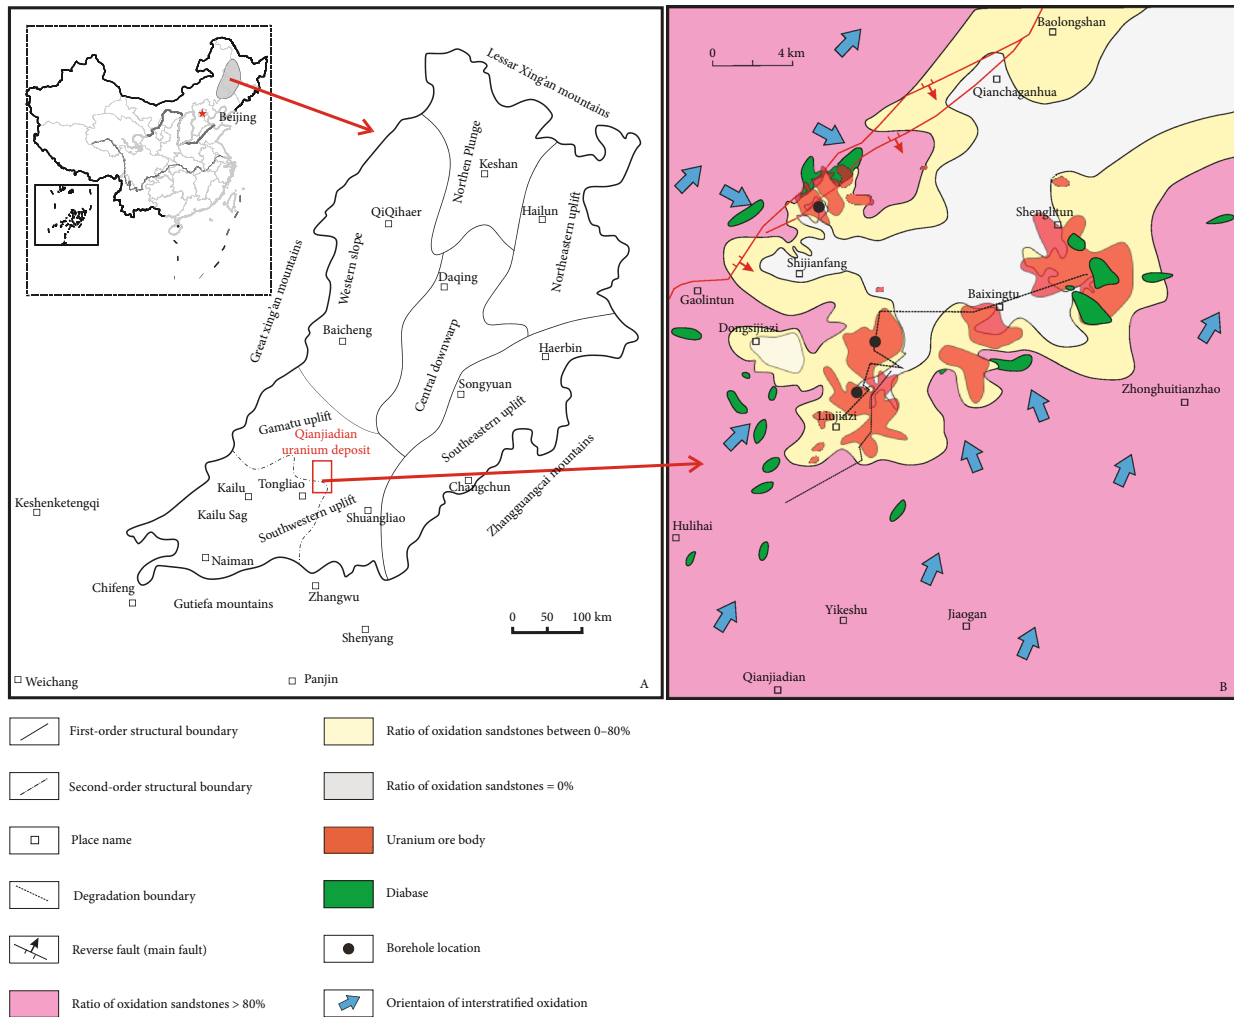 Beijing
Lessar Xing'an mountains
Northen Plunge
Keshan
QiQihaer
Hailun
Northeastern uplift
Western slope
Great xing'an mountains
Daqing
Baicheng
Central downwarp
Haerbin
Songyuan
Gamatu uplift
Southeastern uplift
Qianjiadian
uranium deposit
Zhangguangcai mountains
Kailu
Tongliao
Changchun
Keshenketengqi
Kailu Sag
Southwestern uplift
Shuangliao
Naiman
Chifeng
Gutiefa mountains
Zhangwu
0 50 100 km
Shenyang
Weichang
Panjin
A
0 4 km
Baolongshan
Qianchaganhua
Shenglitun
Shijianfang
Gaolintun
Baixingtu
Dongsijiazi
Zhonghuitianzhao
Liujiazi
Hulihai
Yikeshu
Jiaogan
Qianjiadian
B
First-order structural boundary
Second-order structural boundary
Place name
Degradation boundary
Reverse fault (main fault)
Ratio of oxidation sandstones > 80%
Ratio of oxidation sandstones between 0–80%
Ratio of oxidation sandstones = 0%
Uranium ore body
Diabase
Borehole location
Orientaion of interstratified oxidation